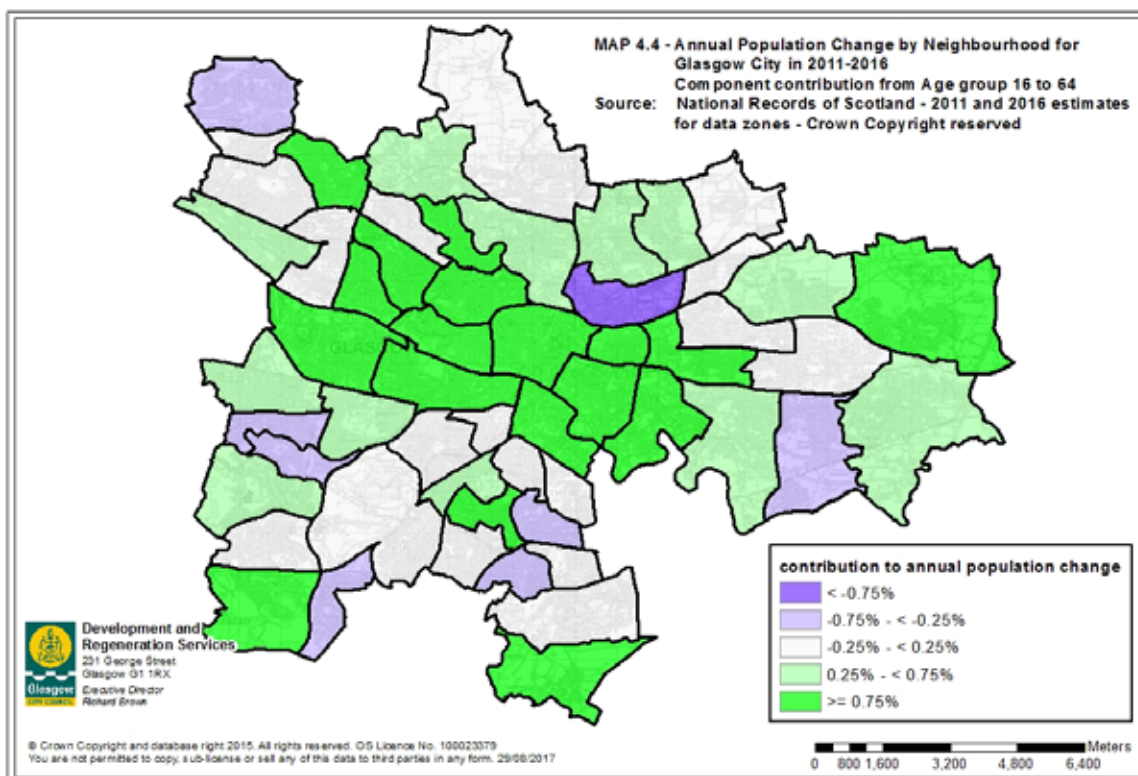 MAP 4.4 - Annual Population Change by Neighbourhood for
Glasgow City in 2011-2016
Component contribution from Age group 16 to 64
Source: National Records of Scotland - 2011 and 2016 estimates
for data zones - Crown Copyright reserved
GLASGOW
contribution to annual population change
< -0.75%
-0.75% - < -0.25%
-0.25% - < 0.25%
0.25% - < 0.75%
>= 0.75%
Development and
Regeneration Services
231 George Street
Glasgow G1 1RX
Executive Director
Richard Brown
Glasgow
CITY COUNCIL
© Crown Copyright and database right 2015. All rights reserved. OS Licence No. 100023379
You are not permitted to copy, sub-license or sell any of this data to third parties in any form. 29/08/2017
Meters
0 800 1,600 3,200 4,800 6,400